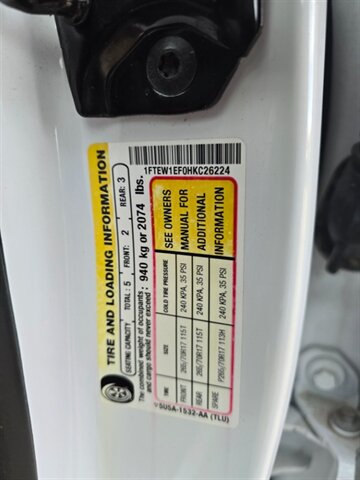 1FTEW1EF0HKC26224
TIRE AND LOADING INFORMATION
SEATING CAPACITY TOTAL: 5 FRONT: 2 REAR: 3
The combined weight of occupants
and cargo should never exceed : 940 kg or 2074 lbs.
TIRE SIZE COLD TIRE PRESSURE
FRONT 265/70R17 115T 240 KPA, 35 PSI
REAR 265/70R17 115T 240 KPA, 35 PSI
SPARE P265/70R17 113H 240 KPA, 35 PSI
SEE OWNERS
MANUAL FOR
ADDITIONAL
INFORMATION
5U5A-1532-AA (TLU)